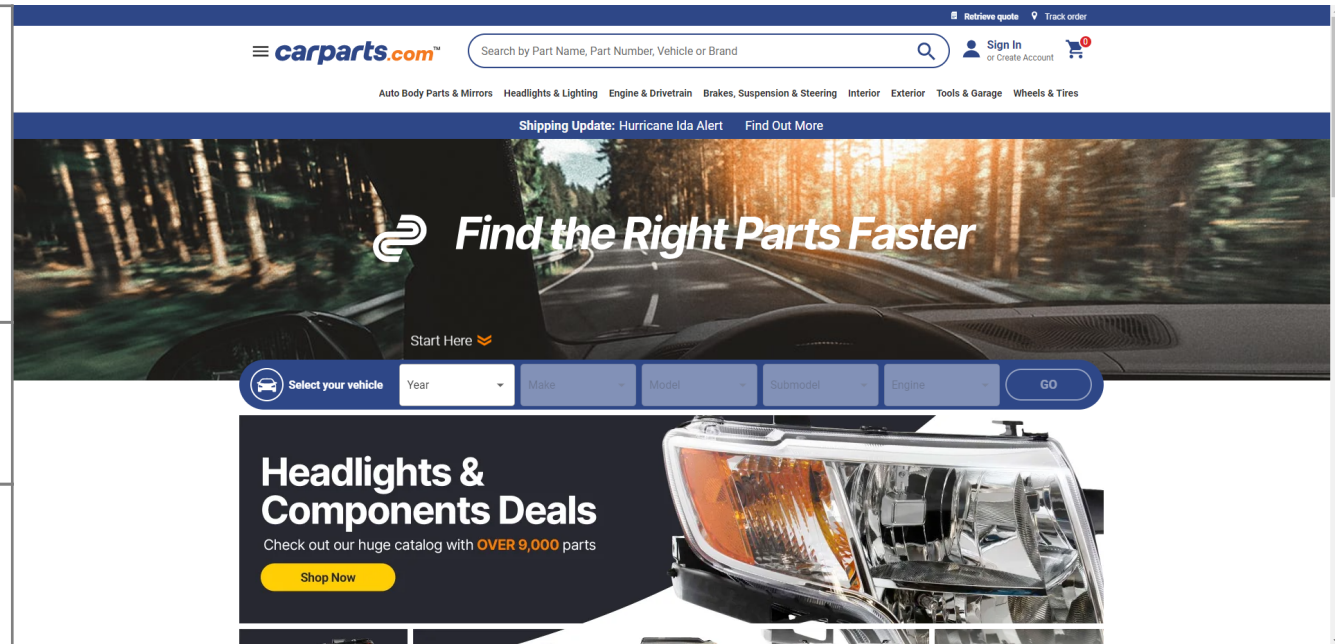 Retrieve quote Track order
carparts.com™
Search by Part Name, Part Number, Vehicle or Brand
Sign In
or Create Account
0
Auto Body Parts & Mirrors Headlights & Lighting Engine & Drivetrain Brakes, Suspension & Steering Interior Exterior Tools & Garage Wheels & Tires
Shipping Update: Hurricane Ida Alert Find Out More
Find the Right Parts Faster
Start Here
Select your vehicle Year Make Model Submodel Engine GO
Headlights &
Components Deals
Check out our huge catalog with OVER 9,000 parts
Shop Now